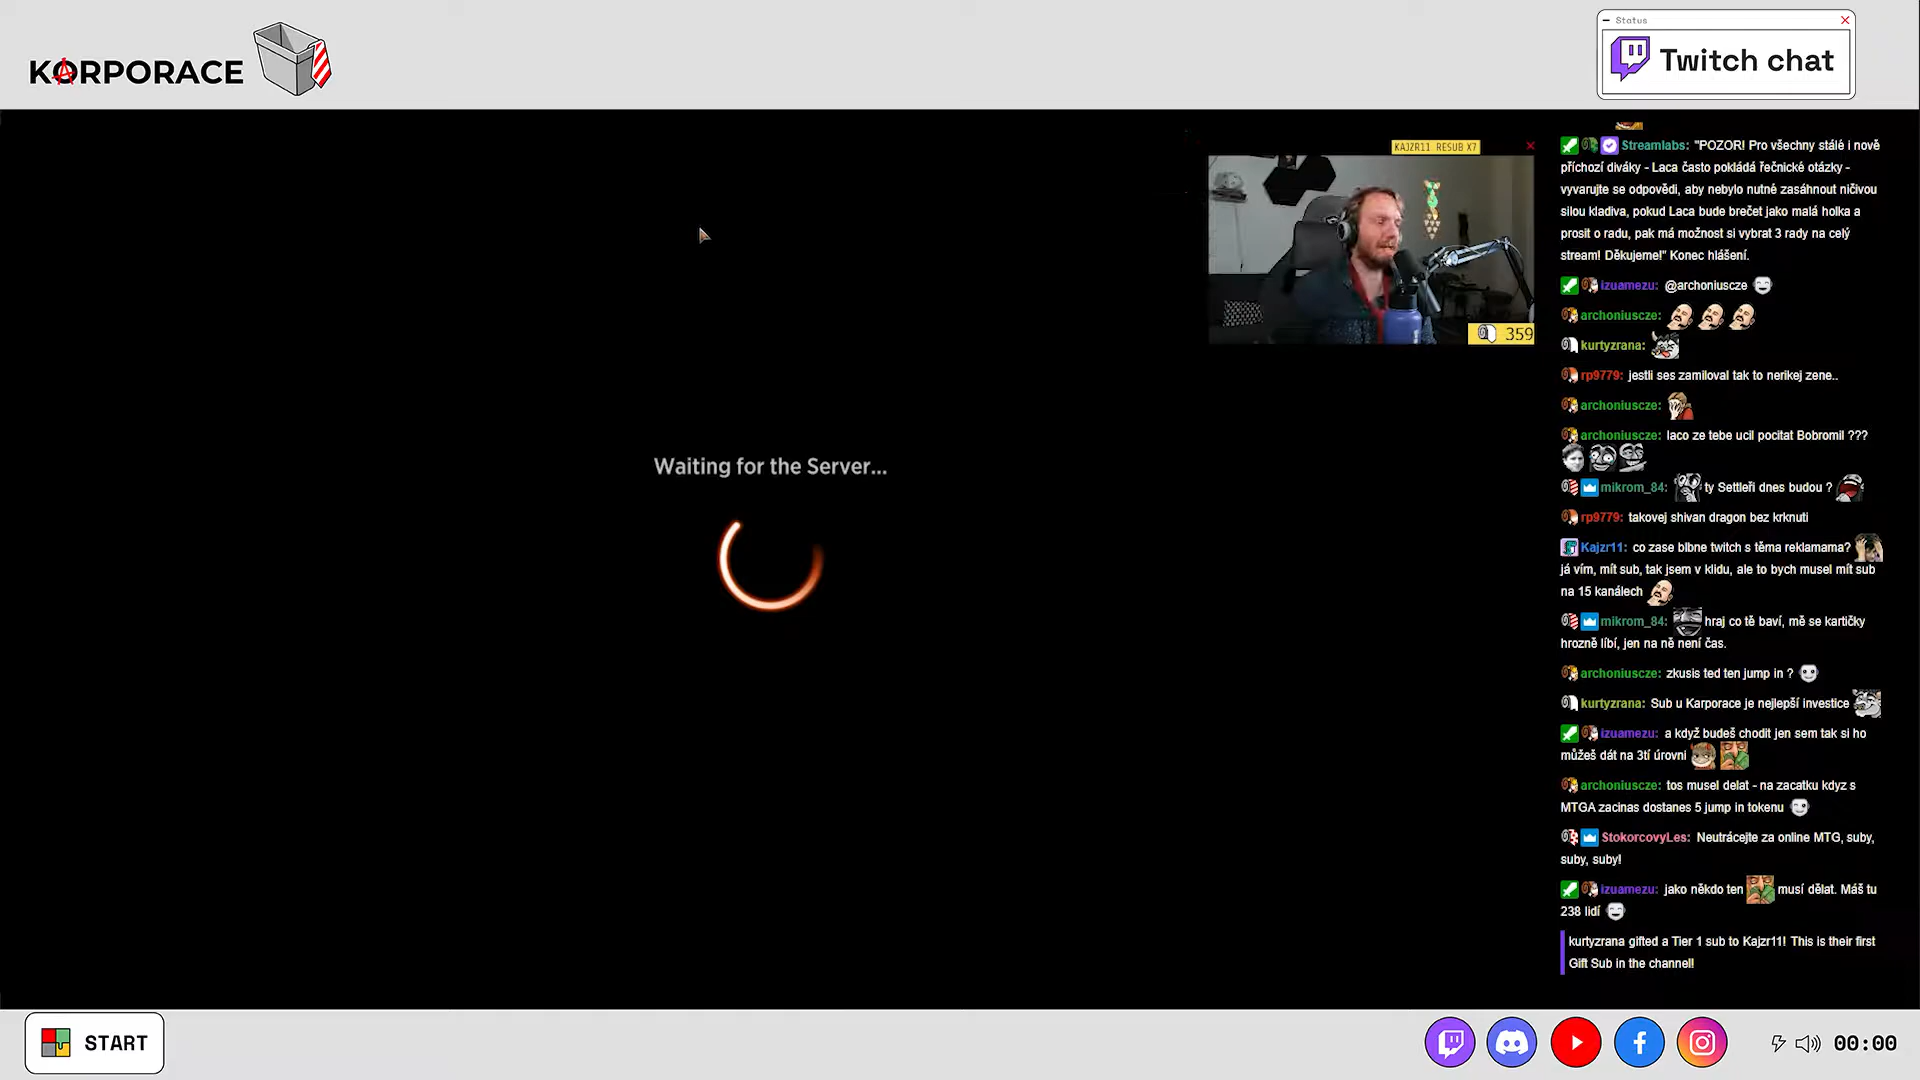 KORPORACE
Status
Twitch chat
KAJZR11 RESUB X7
359
Waiting for the Server...
Streamlabs: "POZOR! Pro všechny stálé i nově
příchozí diváky - Laca často pokládá řečnické otázky -
vyvarujte se odpovědi, aby nebylo nutné zasáhnout ničivou
silou kladiva, pokud Laca bude brečet jako malá holka a
prosit o radu, pak má možnost si vybrat 3 rady na celý
stream! Děkujeme!" Konec hlášení.
izuamezu: @archoniuscze
archoniuscze:
kurtyzrana:
rp9779: jestli ses zamiloval tak to nerikej zene..
archoniuscze:
archoniuscze: laco ze tebe ucil pocitat Bobromil ???
mikrom_84: ty Settleři dnes budou ?
rp9779: takovej shivan dragon bez krknuti
Kajzr11: co zase blbne twitch s těma reklamama?
já vím, mít sub, tak jsem v klidu, ale to bych musel mít sub
na 15 kanálech
mikrom_84: hraj co tě baví, mě se kartičky
hrozně líbí, jen na ně není čas.
archoniuscze: zkusis ted ten jump in ?
kurtyzrana: Sub u Karporace je nejlepší investice
izuamezu: a když budeš chodit jen sem tak si ho
můžeš dát na 3tí úrovni
archoniuscze: tos musel delat - na zacatku kdyz s
MTGA zacinas dostanes 5 jump in tokenu
StokorcovyLes: Neutrácejte za online MTG, suby,
suby, suby!
izuamezu: jako někdo ten musí dělat. Máš tu
238 lidí
kurtyzrana gifted a Tier 1 sub to Kajzr11! This is their first
Gift Sub in the channel!
START
00:00